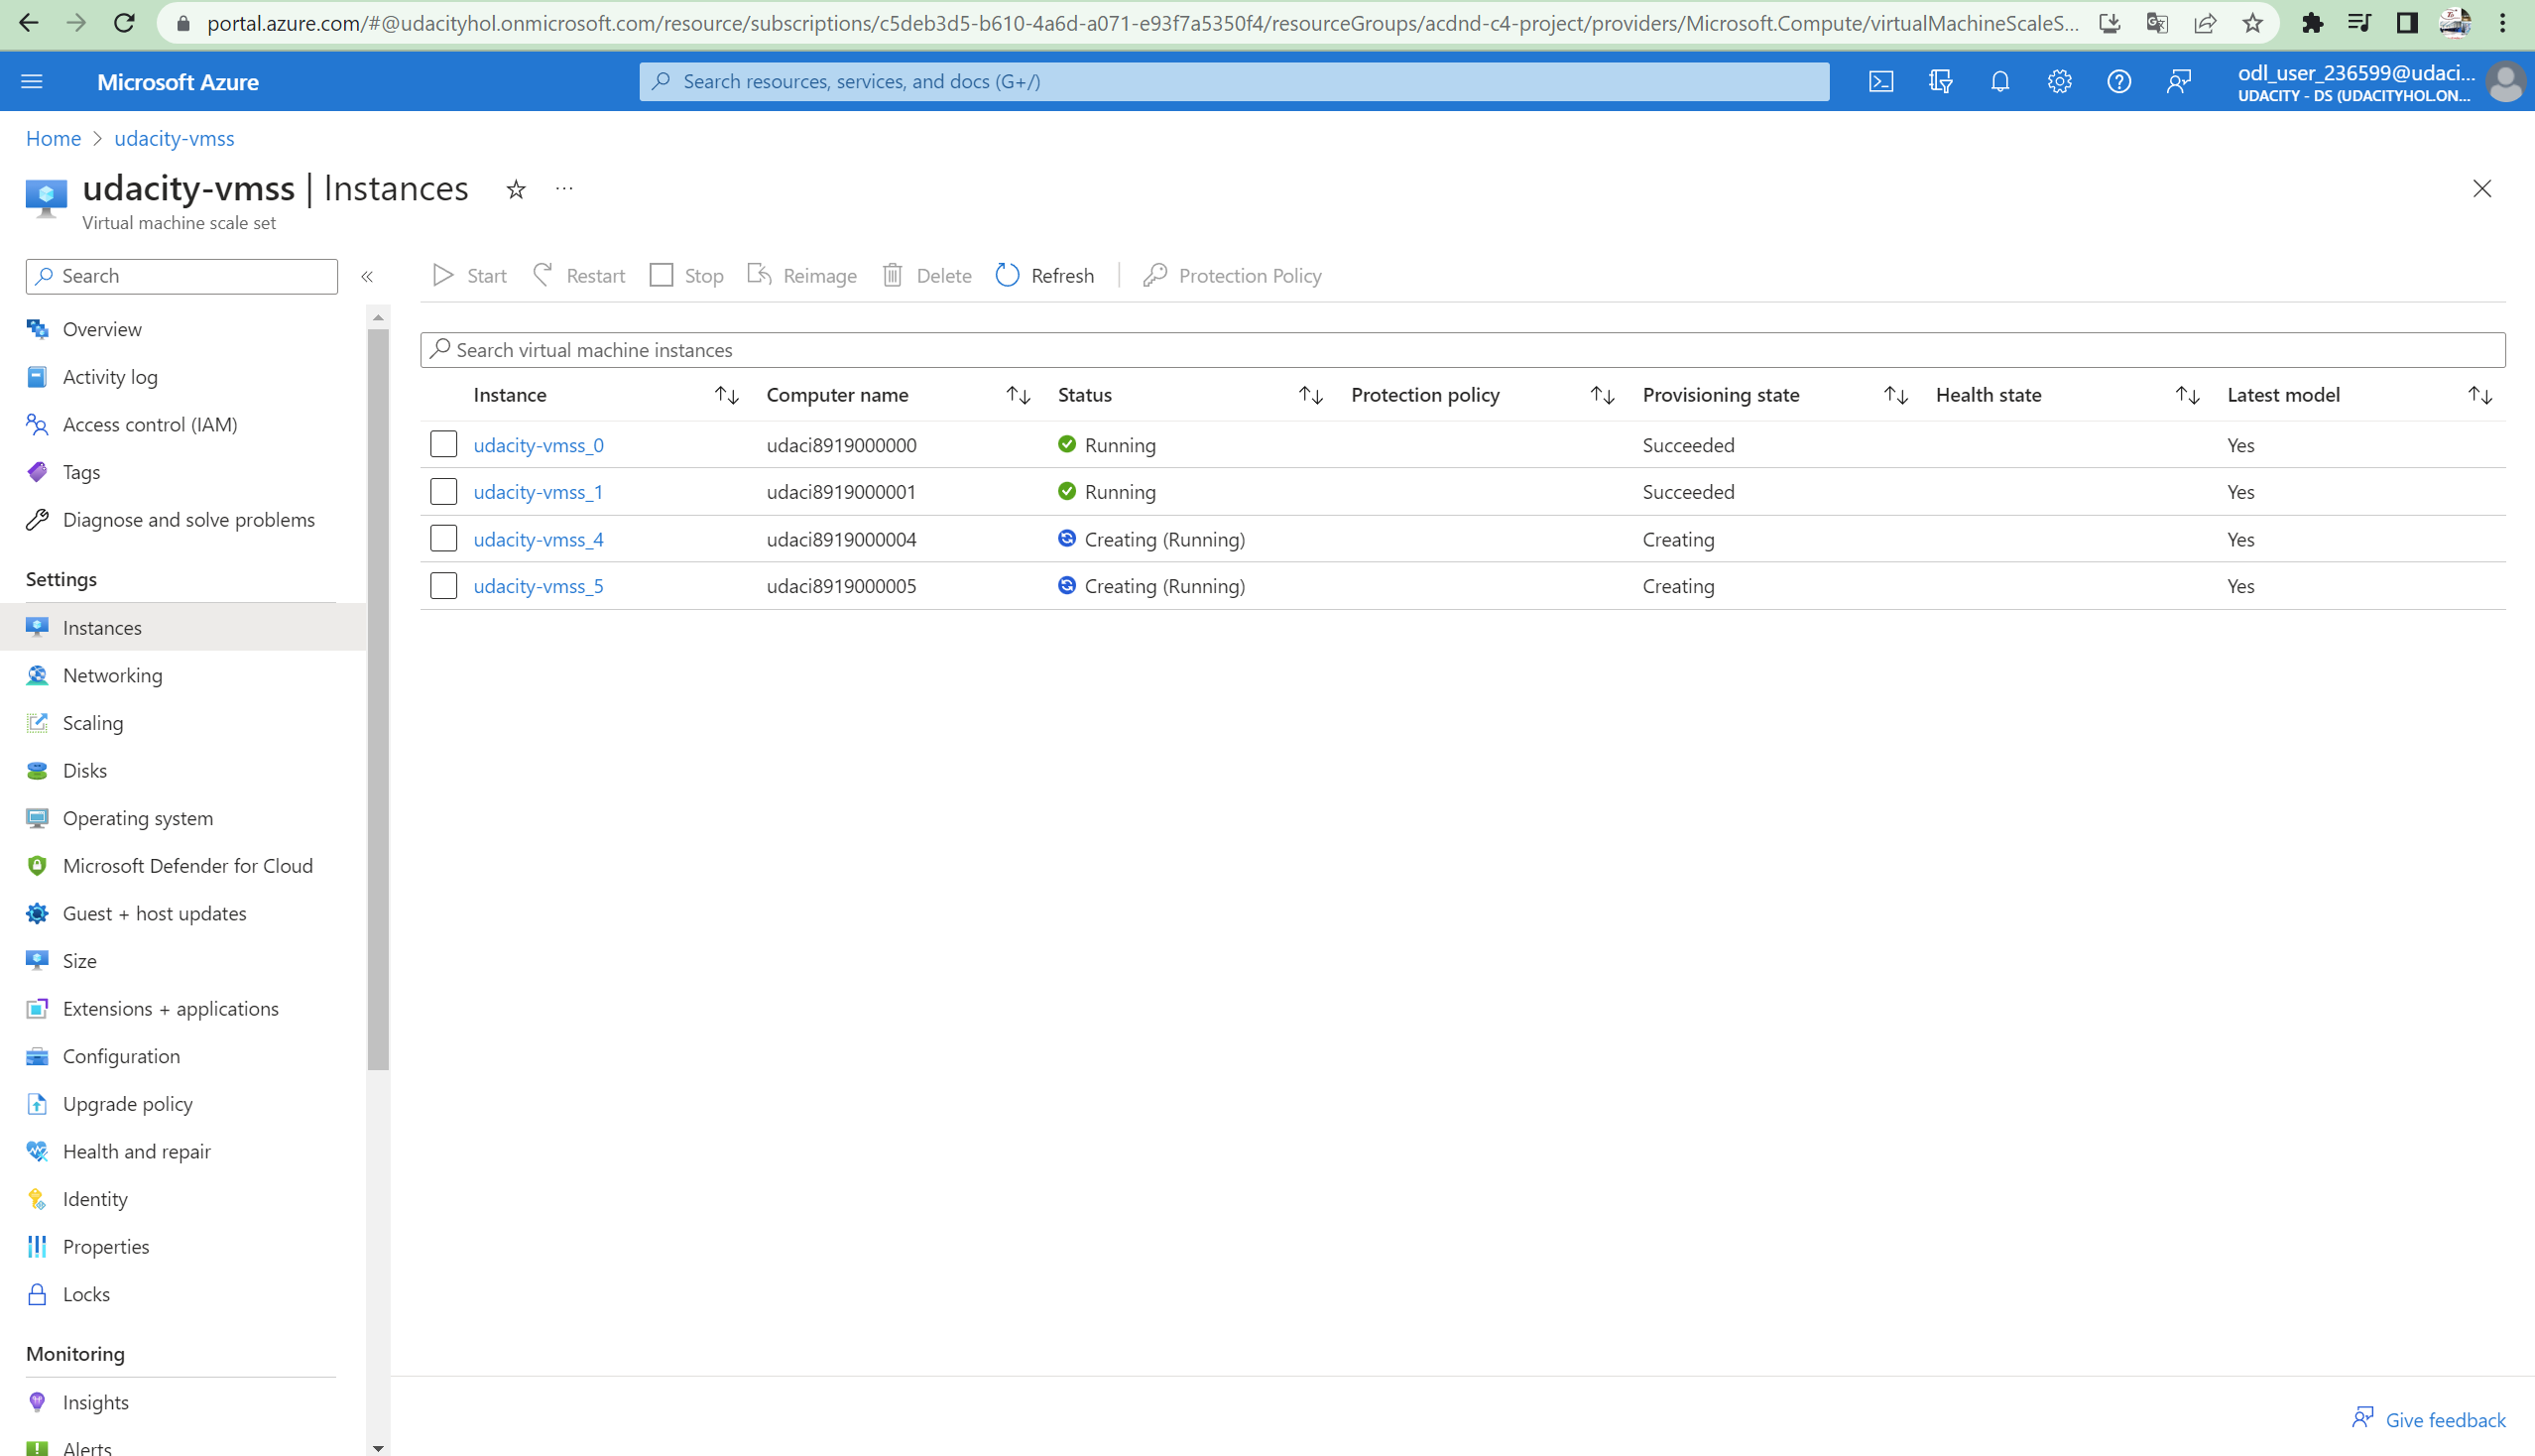 portal.azure.com/#@udacityhol.onmicrosoft.com/resource/subscriptions/c5deb3d5-b610-4a6d-a071-e93f7a5350f4/resourceGroups/acdnd-c4-project/providers/Microsoft.Compute/virtualMachineScaleS...
Microsoft Azure
Search resources, services, and docs (G+/)
odl_user_236599@udaci...
UDACITY - DS (UDACITYHOL.ON...
Home > udacity-vmss
udacity-vmss | Instances
Virtual machine scale set
Search
Start Restart Stop Reimage Delete Refresh Protection Policy
Search virtual machine instances
Instance Computer name Status Protection policy Provisioning state Health state Latest model
udacity-vmss_0 udaci8919000000 Running Succeeded Yes
udacity-vmss_1 udaci8919000001 Running Succeeded Yes
udacity-vmss_4 udaci8919000004 Creating (Running) Creating Yes
udacity-vmss_5 udaci8919000005 Creating (Running) Creating Yes
Overview
Activity log
Access control (IAM)
Tags
Diagnose and solve problems
Settings
Instances
Networking
Scaling
Disks
Operating system
Microsoft Defender for Cloud
Guest + host updates
Size
Extensions + applications
Configuration
Upgrade policy
Health and repair
Identity
Properties
Locks
Monitoring
Insights
Alerts
Give feedback